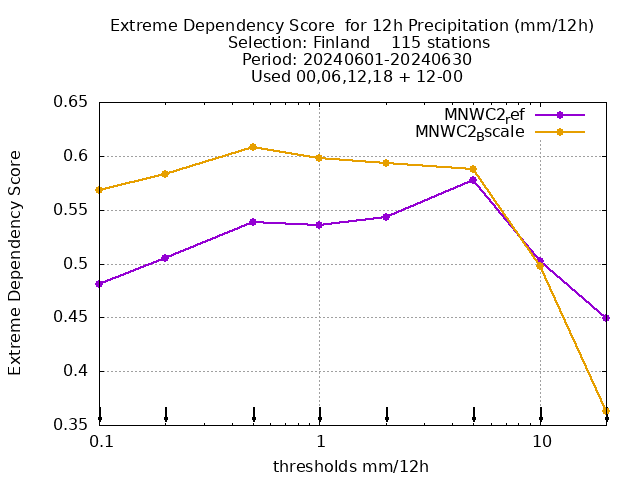 Extreme Dependency Score  for 12h Precipitation (mm/12h)
Selection: Finland    115 stations
Period: 20240601-20240630
Used 00,06,12,18 + 12-00
MNWC2ref
MNWC2Bscale
0.65
0.6
0.55
0.5
0.45
0.4
0.35
Extreme Dependency Score
0.1
1
10
thresholds mm/12h